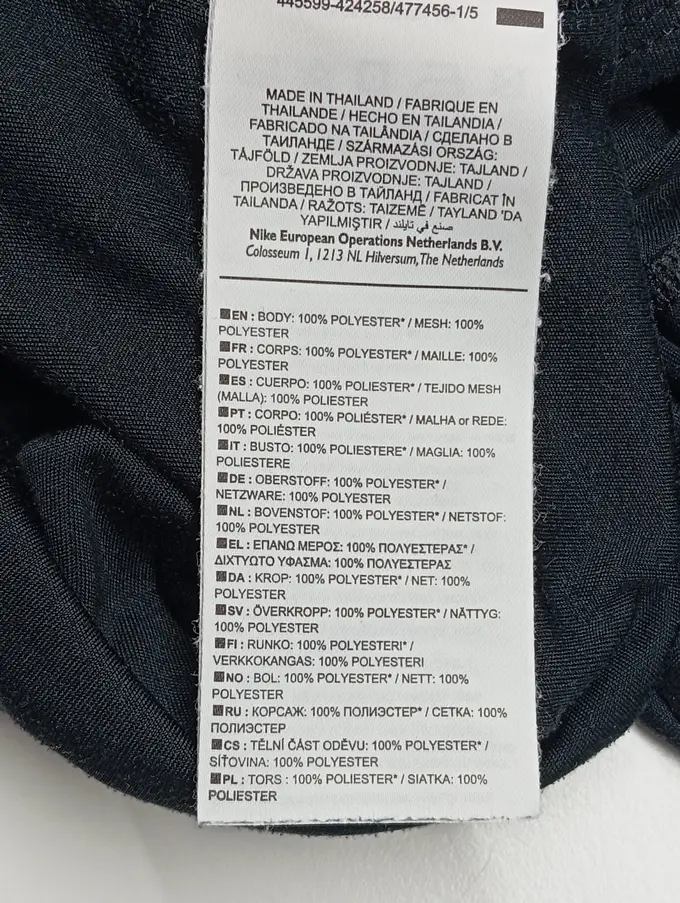 445599-424258/477456-1/5
MADE IN THAILAND / FABRIQUE EN
THAILANDE / HECHO EN TAILANDIA /
FABRICADO NA TAILÂNDIA / СДЕЛАНО В
ТАИЛАНДЕ / SZÁRMAZÁSI ORSZÁG:
TÁJFÖLD / ZEMLJA PROIZVODNJE: TAJLAND /
DRŽAVA PROIZVODNJE: TAJLAND /
ПРОИЗВЕДЕНО В ТАЙЛАНД / FABRICAT ÎN
TAILANDA / RAŽOTS: TAIZEMĒ / TAYLAND 'DA
YAPILMIŞTIR / صنع في تايلند
Nike European Operations Netherlands B.V.
Colosseum 1, 1213 NL Hilversum, The Netherlands
EN : BODY: 100% POLYESTER* / MESH: 100%
POLYESTER
FR : CORPS: 100% POLYESTER* / MAILLE: 100%
POLYESTER
ES : CUERPO: 100% POLIESTER* / TEJIDO MESH
(MALLA): 100% POLIESTER
PT : CORPO: 100% POLIÉSTER* / MALHA or REDE:
100% POLIÉSTER
IT : BUSTO: 100% POLIESTERE* / MAGLIA: 100%
POLIESTERE
DE : OBERSTOFF: 100% POLYESTER* /
NETZWARE: 100% POLYESTER
NL : BOVENSTOF: 100% POLYESTER* / NETSTOF:
100% POLYESTER
EL : ΕΠΑΝΩ ΜΕΡΟΣ: 100% ΠΟΛΥΕΣΤΕΡΑΣ* /
ΔΙΧΤΥΩΤΟ ΥΦΑΣΜΑ: 100% ΠΟΛΥΕΣΤΕΡΑΣ
DA : KROP: 100% POLYESTER* / NET: 100%
POLYESTER
SV : ÖVERKROPP: 100% POLYESTER* / NÄTTYG:
100% POLYESTER
FI : RUNKO: 100% POLYESTERI* /
VERKKOKANGAS: 100% POLYESTERI
NO : BOL: 100% POLYESTER* / NETT: 100%
POLYESTER
RU : КОРСАЖ: 100% ПОЛИЭСТЕР* / СЕТКА: 100%
ПОЛИЭСТЕР
CS : TĚLNÍ ČÁST ODĚVU: 100% POLYESTER* /
SÍŤOVINA: 100% POLYESTER
PL : TORS : 100% POLIESTER* / SIATKA: 100%
POLIESTER